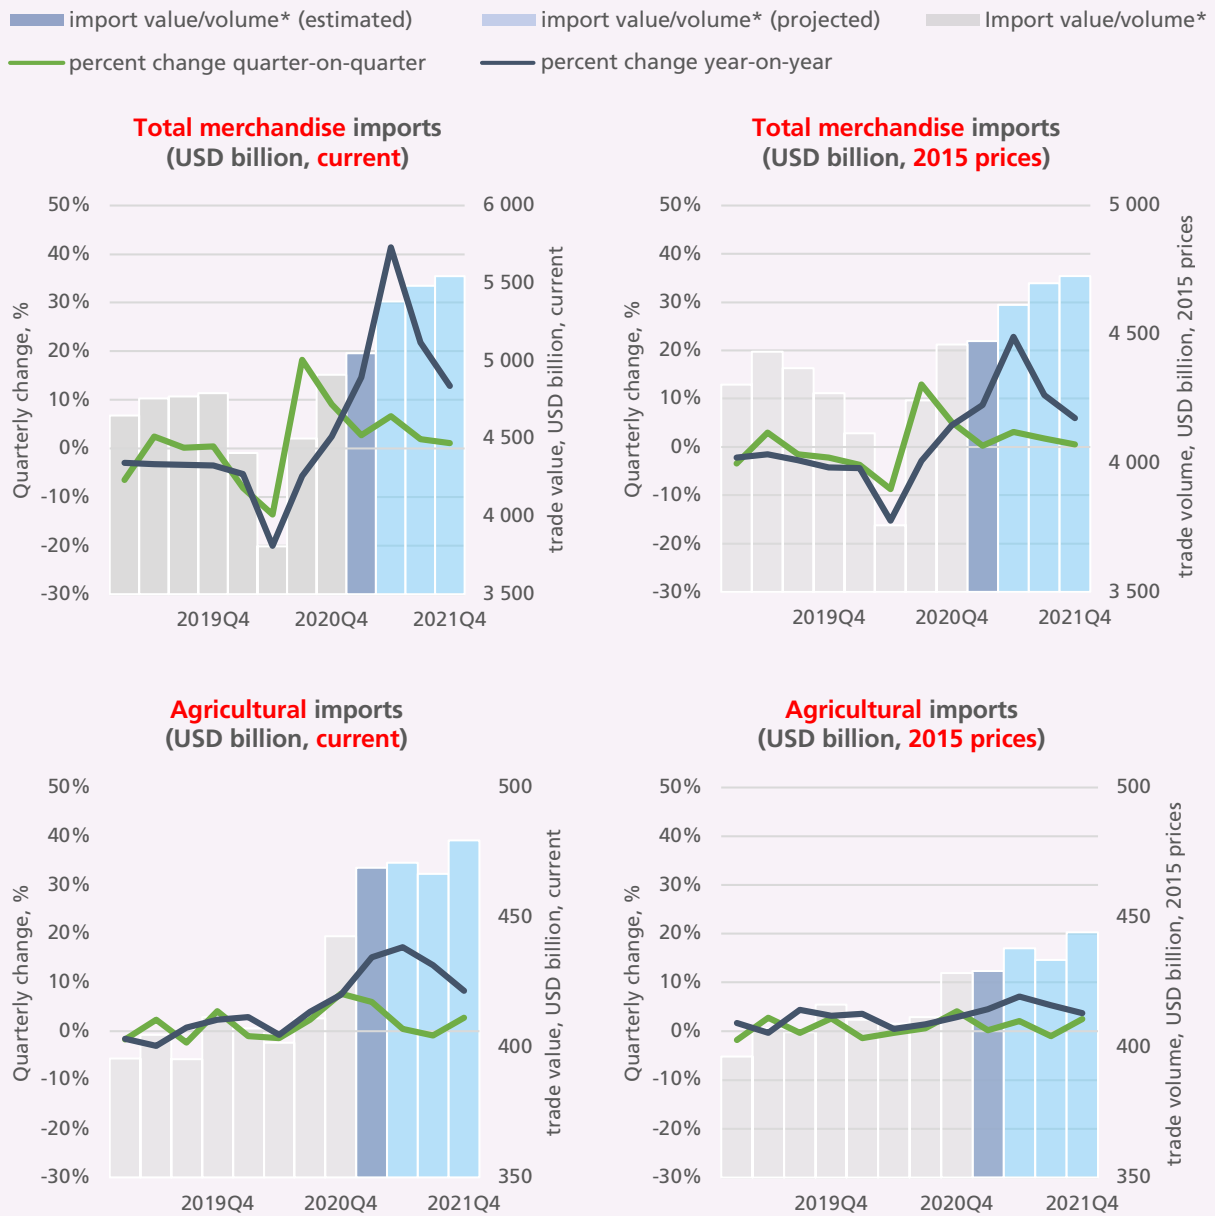 import value/volume* (estimated)
import value/volume* (projected)
Import value/volume*
percent change quarter-on-quarter
percent change year-on-year
Total merchandise imports
(USD billion, current)
50%
40%
30%
20%
10%
0%
-10%
-20%
-30%
Quarterly change, %
6 000
5 500
5 000
4 500
4 000
3 500
trade value, USD billion, current
2019Q4
2020Q4
2021Q4
Total merchandise imports
(USD billion, 2015 prices)
50%
40%
30%
20%
10%
0%
-10%
-20%
-30%
Quarterly change, %
5 000
4 500
4 000
3 500
trade volume, USD billion, 2015 prices
2019Q4
2020Q4
2021Q4
Agricultural imports
(USD billion, current)
50%
40%
30%
20%
10%
0%
-10%
-20%
-30%
Quarterly change, %
500
450
400
350
trade value, USD billion, current
2019Q4
2020Q4
2021Q4
Agricultural imports
(USD billion, 2015 prices)
50%
40%
30%
20%
10%
0%
-10%
-20%
-30%
Quarterly change, %
500
450
400
350
trade volume, USD billion, 2015 prices
2019Q4
2020Q4
2021Q4